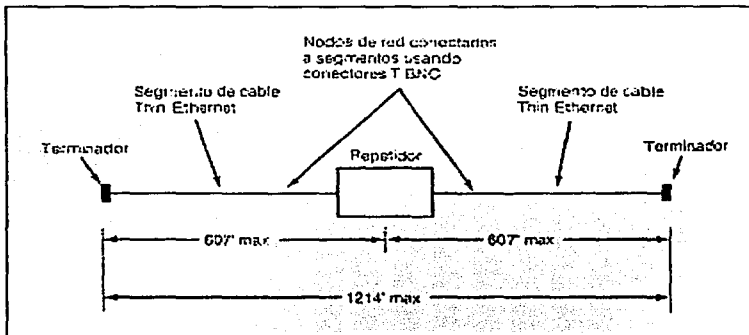 Nodos de red conectados
a segmentos usando
conectores T BNC
Segmento de cable
Thin Ethernet
Segmento de cable
Thin Ethernet
Terminador
Repetidor
Terminador
607' max
607' max
1214' max